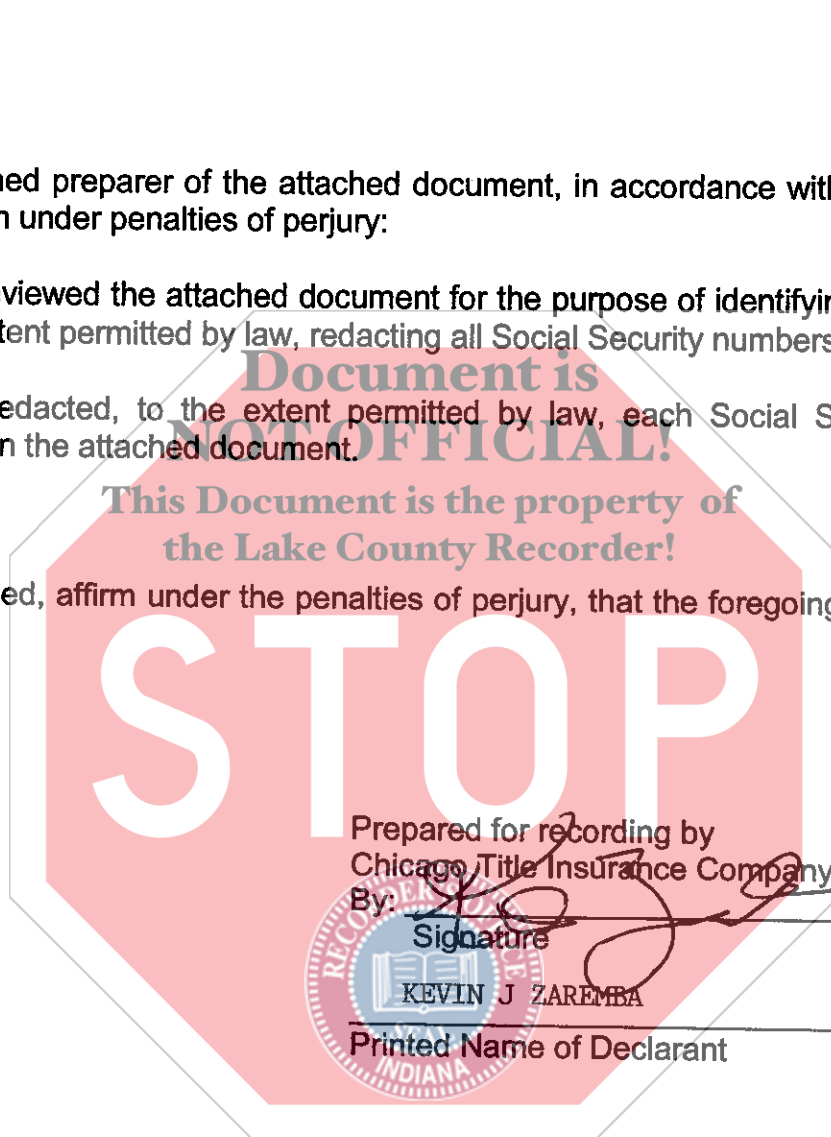 ned preparer of the attached document, in accordance with
n under penalties of perjury:
viewed the attached document for the purpose of identifyin
tent permitted by law, redacting all Social Security numbers
Document is
edacted, to the extent permitted by law, each Social S
NOT OFFICIAL!
n the attached document.
This Document is the property of
the Lake County Recorder!
ed, affirm under the penalties of perjury, that the foregoing
STOP
Prepared for recording by
Chicago Title Insurance Company
By:
Signature
RECORDER'S OFFICE
KEVIN J ZAREMBA
SEAL
Printed Name of Declarant
INDIANA